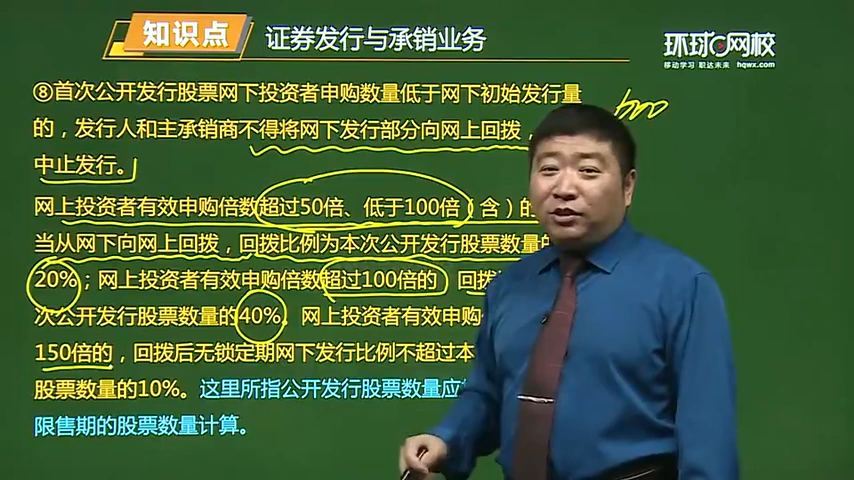 知识点
证券发行与承销业务
环球网校
移动学习 职达未来 hqwx.com
⑧首次公开发行股票网下投资者申购数量低于网下初始发行量
的，发行人和主承销商不得将网下发行部分向网上回拨，
中止发行。
网上投资者有效申购倍数超过50倍、低于100倍（含）的
当从网下向网上回拨，回拨比例为本次公开发行股票数量的
20%；网上投资者有效申购倍数超过100倍的 回拨
次公开发行股票数量的40%。网上投资者有效申购
150倍的，回拨后无锁定期网下发行比例不超过本
股票数量的10%。这里所指公开发行股票数量应
限售期的股票数量计算。